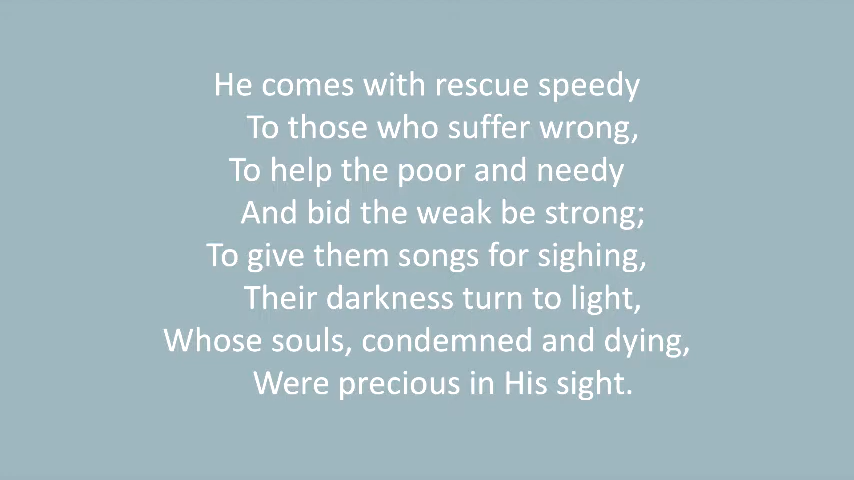 He comes with rescue speedy
To those who suffer wrong,
To help the poor and needy
And bid the weak be strong;
To give them songs for sighing,
Their darkness turn to light,
Whose souls, condemned and dying,
Were precious in His sight.